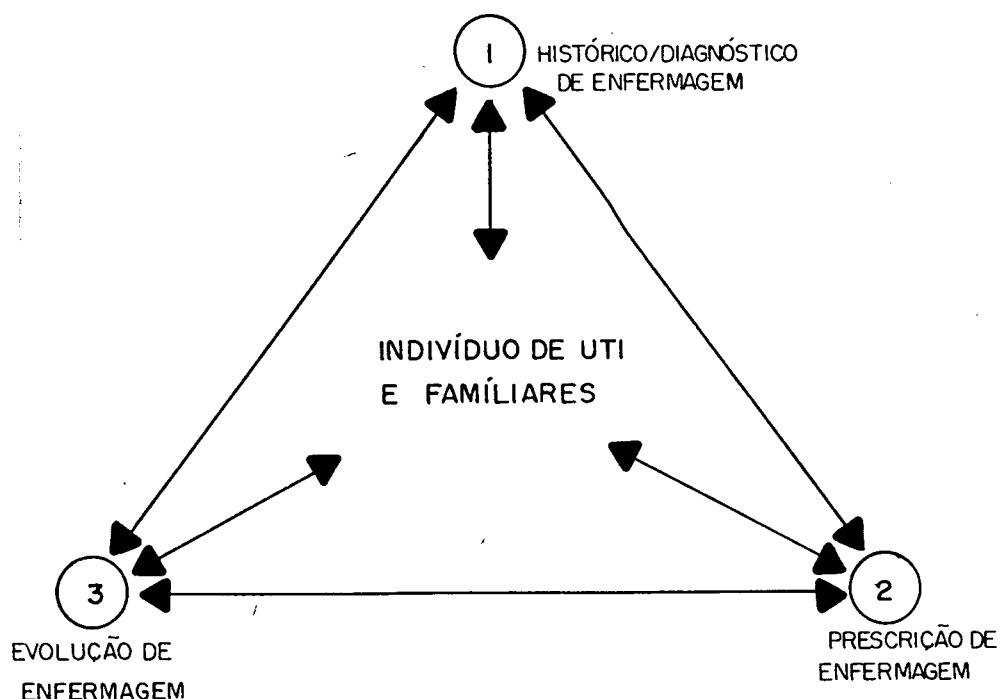 1
HISTÓRICO/DIAGNÓSTICO
DE ENFERMAGEM
INDIVÍDUO DE UTI
E FAMÍLIARES
3
2
EVOLUÇÃO DE
ENFERMAGEM
PRESCRIÇÃO DE
ENFERMAGEM